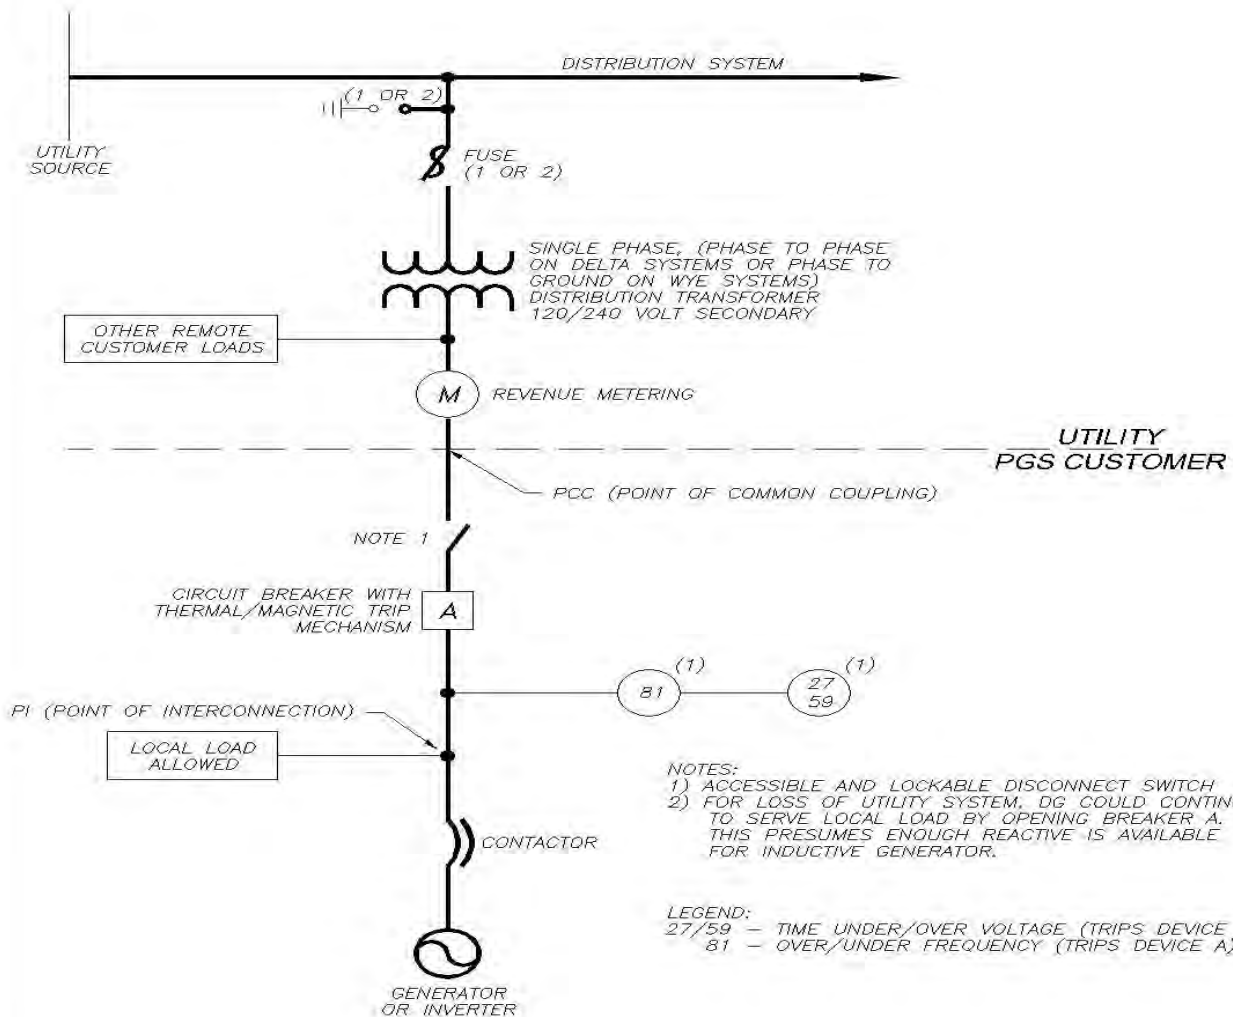 DISTRIBUTION SYSTEM
(1 OR 2)
UTILITY
SOURCE
FUSE
(1 OR 2)
SINGLE PHASE, (PHASE TO PHASE
ON DELTA SYSTEMS OR PHASE TO
GROUND ON WYE SYSTEMS)
DISTRIBUTION TRANSFORMER
120/240 VOLT SECONDARY
OTHER REMOTE
CUSTOMER LOADS
M
REVENUE METERING
UTILITY
PGS CUSTOMER
PCC (POINT OF COMMON COUPLING)
NOTE 1
CIRCUIT BREAKER WITH
THERMAL/MAGNETIC TRIP
MECHANISM
A
(1)
(1)
81
27
59
PI (POINT OF INTERCONNECTION)
LOCAL LOAD
ALLOWED
NOTES:
1) ACCESSIBLE AND LOCKABLE DISCONNECT SWITCH
2) FOR LOSS OF UTILITY SYSTEM, DG COULD CONTIN
TO SERVE LOCAL LOAD BY OPENING BREAKER A.
THIS PRESUMES ENOUGH REACTIVE IS AVAILABLE
FOR INDUCTIVE GENERATOR.
CONTACTOR
LEGEND:
27/59 – TIME UNDER/OVER VOLTAGE (TRIPS DEVICE
81 – OVER/UNDER FREQUENCY (TRIPS DEVICE A)
GENERATOR
OR INVERTER